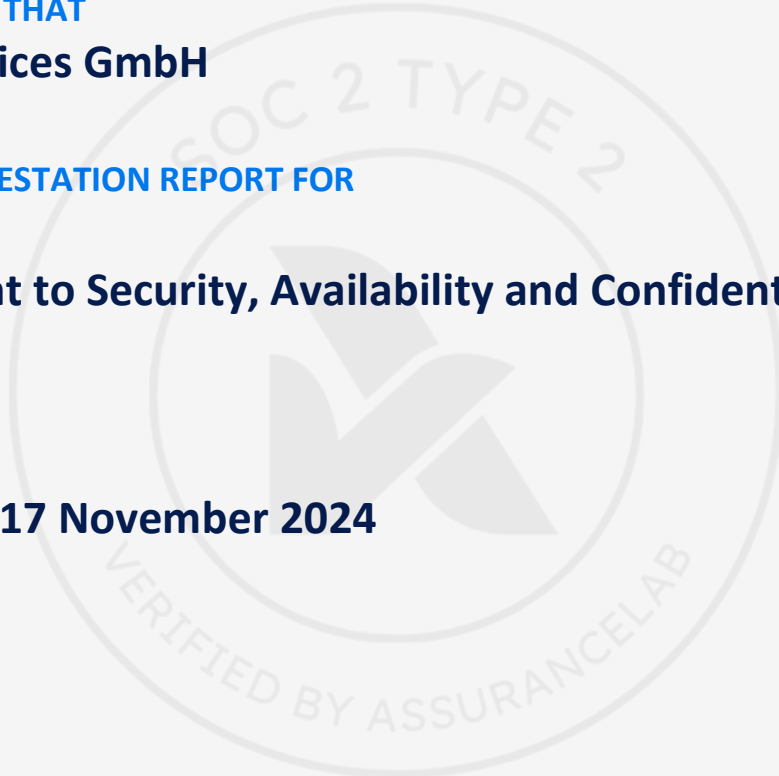 THAT
ices GmbH
SOC 2 TYPE 2
ESTATION REPORT FOR
t to Security, Availability and Confident
17 November 2024
VERIFIED BY ASSURANCELAB